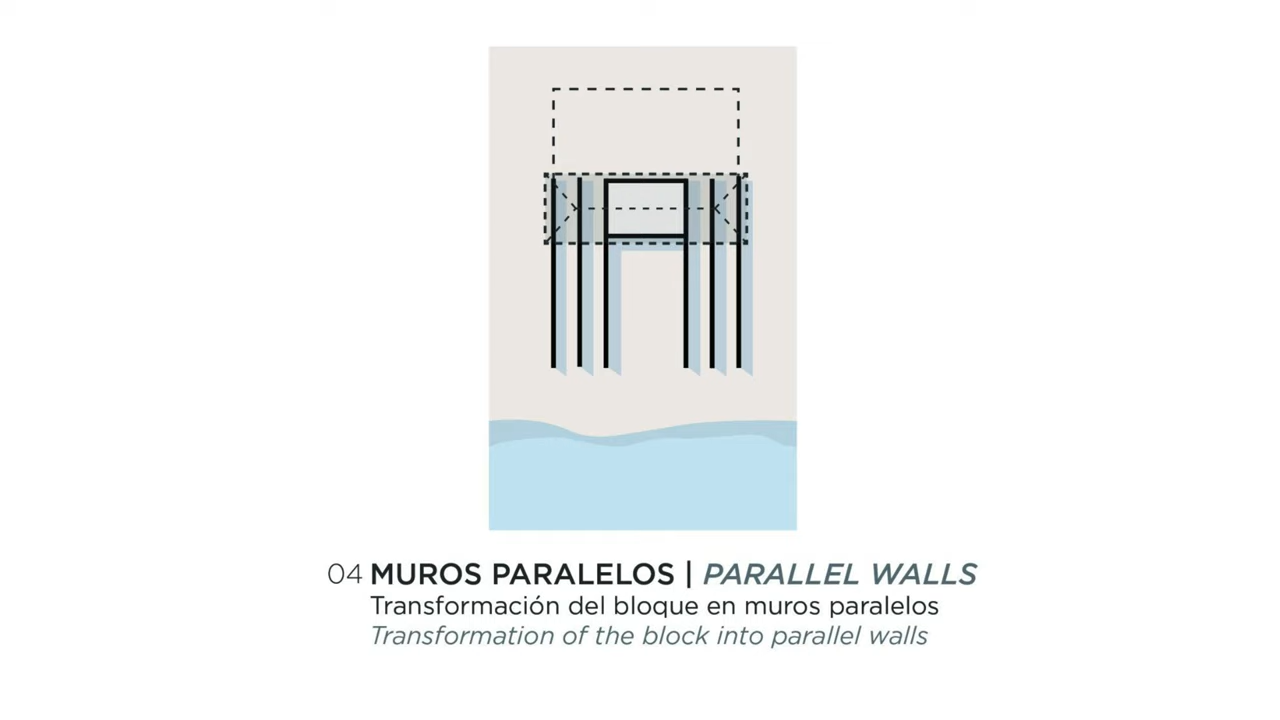 04 MUROS PARALELOS | PARALLEL WALLS
Transformación del bloque en muros paralelos
Transformation of the block into parallel walls